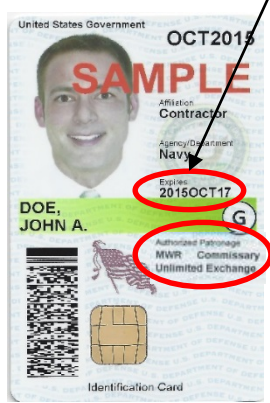 United States Government
OCT2015
SAMPLE
Affiliation
Contractor
Agency/Department
Navy
Expires
2015OCT17
DOE,
JOHN A.
G
Authorized Patronage
MWR Commissary
Unlimited Exchange
Identification Card